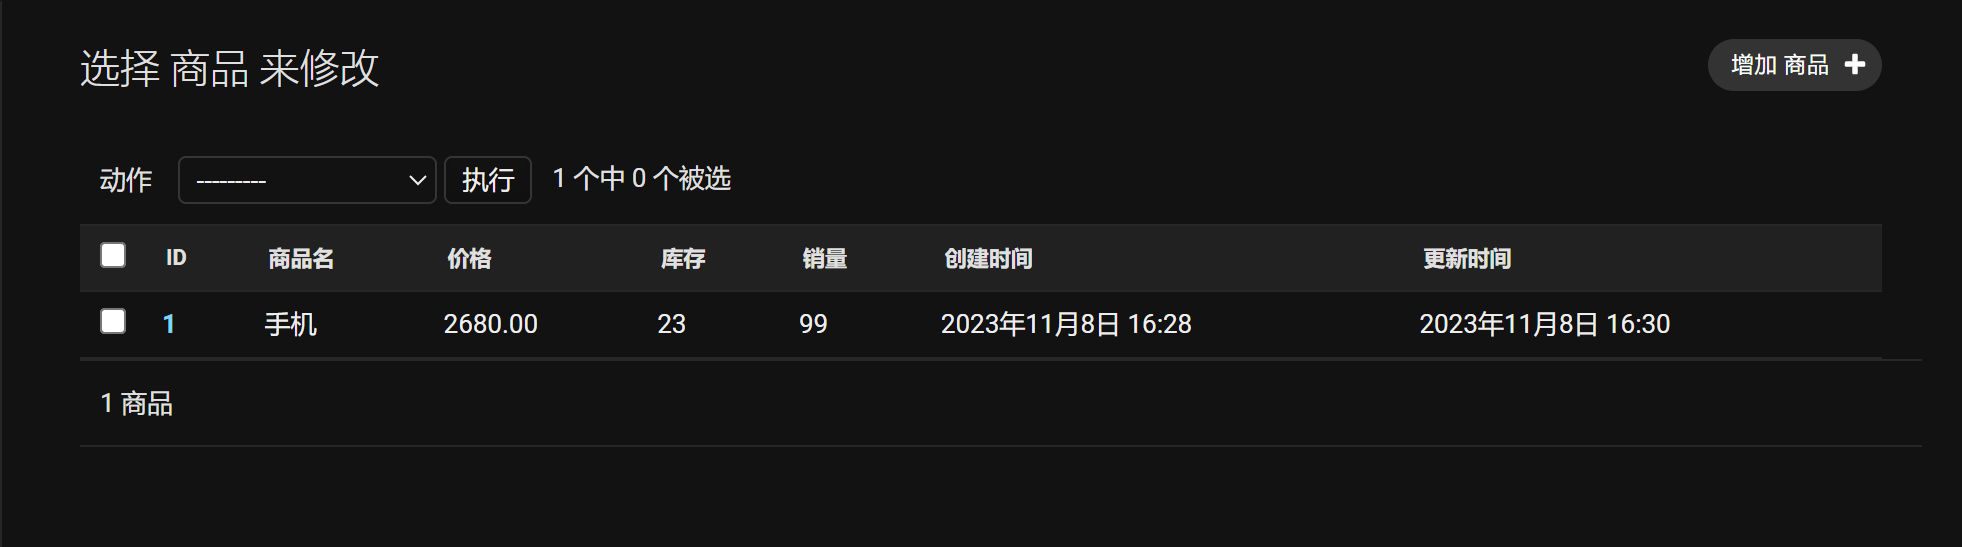 选择 商品 来修改
增加 商品
动作 --------- 执行 1 个中 0 个被选
ID 商品名 价格 库存 销量 创建时间 更新时间
1 手机 2680.00 23 99 2023年11月8日 16:28 2023年11月8日 16:30
1 商品